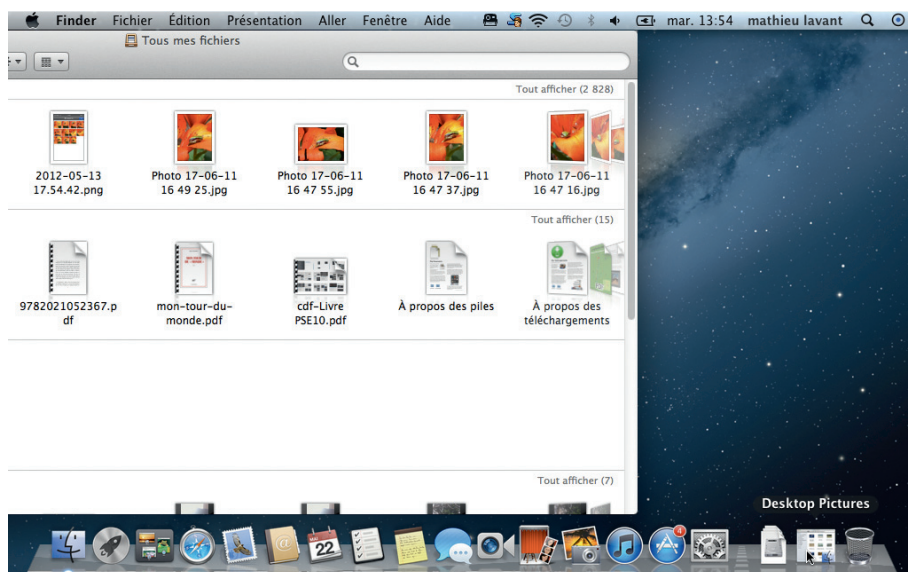 Finder Fichier Édition Présentation Aller Fenêtre Aide mar. 13:54 mathieu lavant
Tous mes fichiers
Tout afficher (2 828)
2012-05-13
17.54.42.png
Photo 17-06-11
16 49 25.jpg
Photo 17-06-11
16 47 55.jpg
Photo 17-06-11
16 47 37.jpg
Photo 17-06-11
16 47 16.jpg
Tout afficher (15)
9782021052367.p
df
mon-tour-du-
monde.pdf
cdf-Livre
PSE10.pdf
À propos des piles
À propos des
téléchargements
Tout afficher (7)
Desktop Pictures
22
4